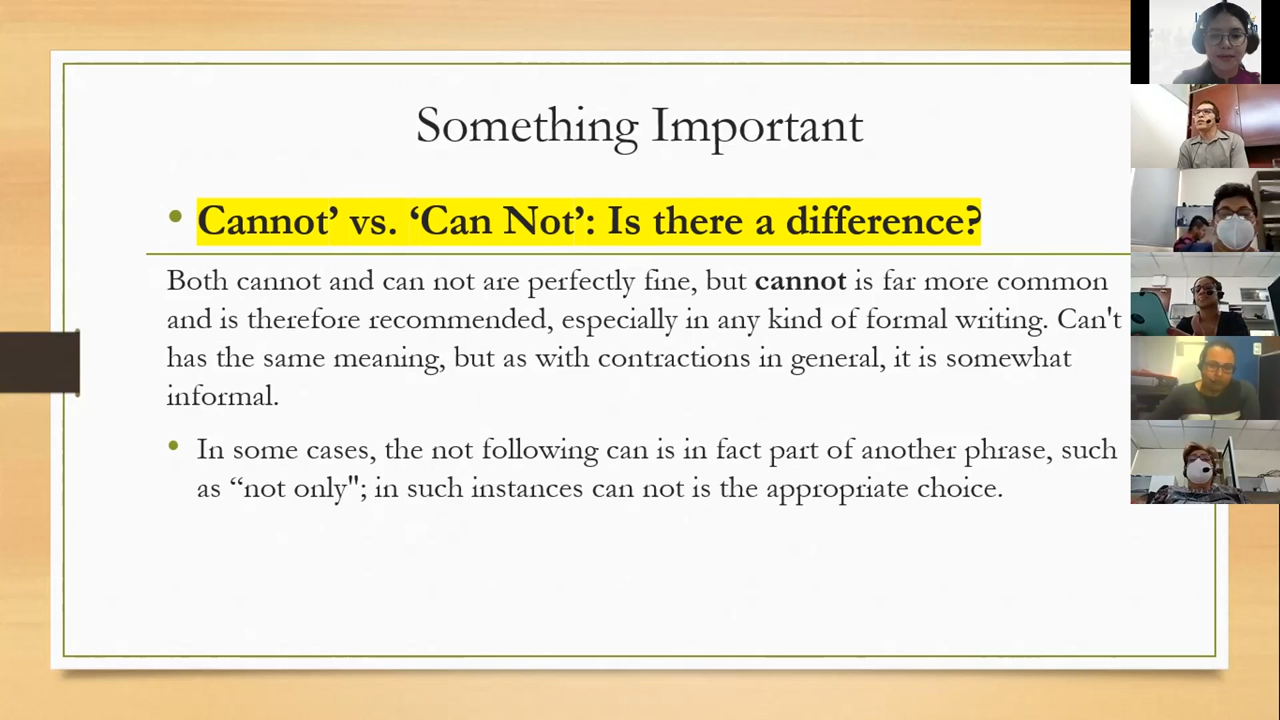 Something Important
• Cannot’ vs. ‘Can Not’: Is there a difference?
Both cannot and can not are perfectly fine, but cannot is far more common
and is therefore recommended, especially in any kind of formal writing. Can't
has the same meaning, but as with contractions in general, it is somewhat
informal.
• In some cases, the not following can is in fact part of another phrase, such
as “not only"; in such instances can not is the appropriate choice.